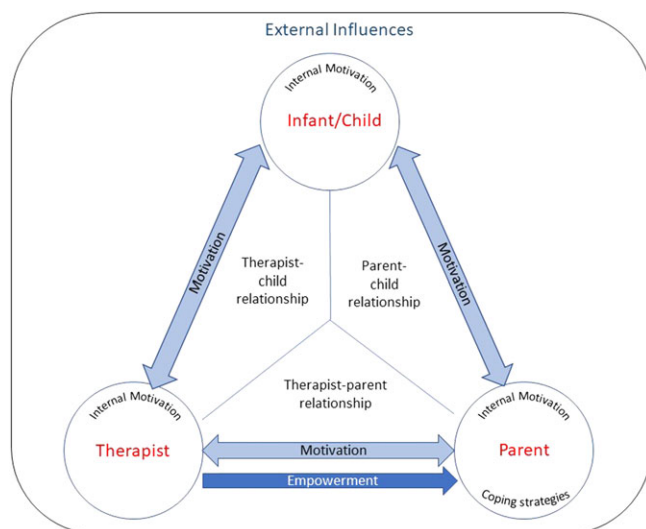 External Influences
Internal Motivation
Infant/Child
Motivation
Motivation
Therapist-
child
relationship
Parent-
child
relationship
Therapist-parent
relationship
Internal Motivation
Therapist
Motivation
Empowerment
Internal Motivation
Parent
Coping strategies